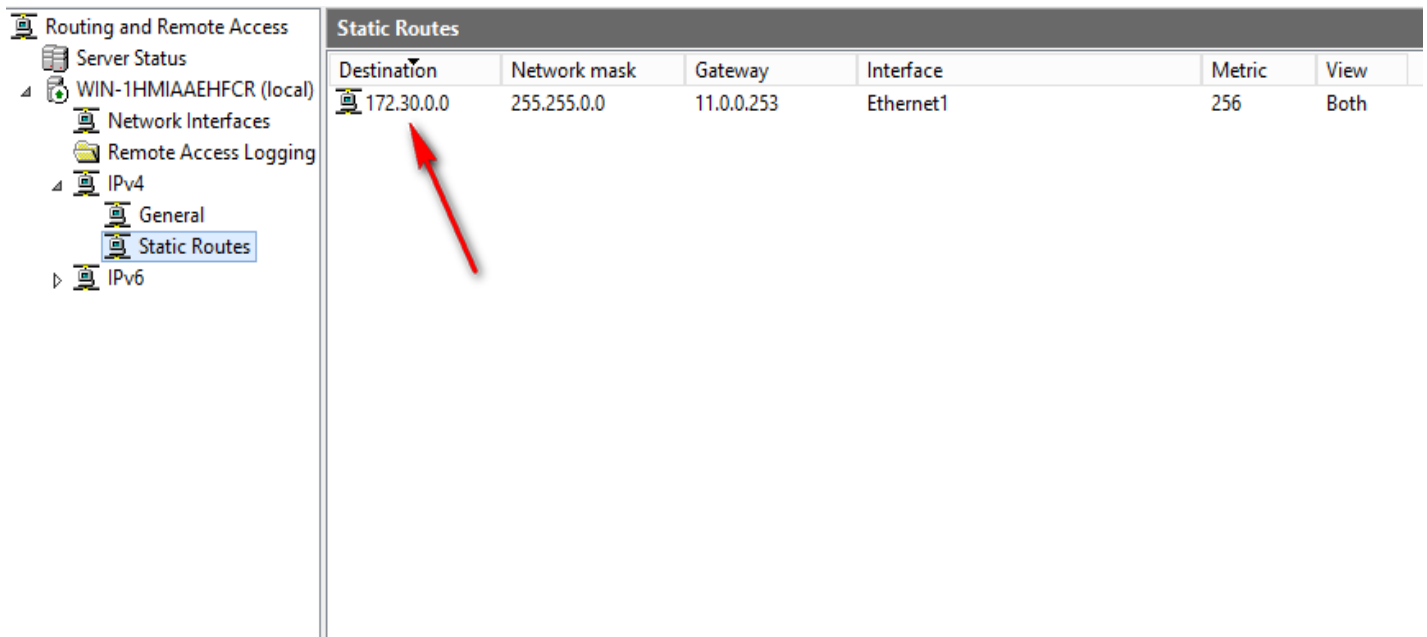 Routing and Remote Access
Server Status
WIN-1HMIAAEHFCR (local)
Network Interfaces
Remote Access Logging
IPv4
General
Static Routes
IPv6
Static Routes
Destination Network mask Gateway Interface Metric View
172.30.0.0 255.255.0.0 11.0.0.253 Ethernet1 256 Both